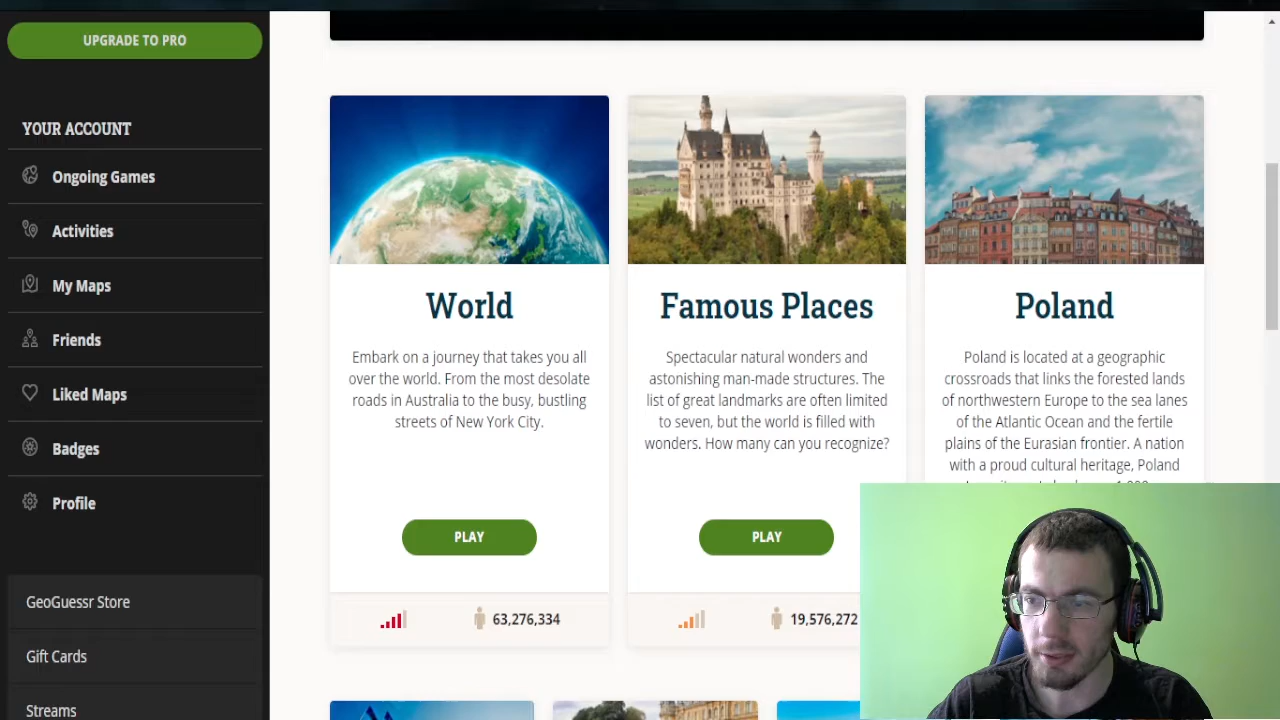 UPGRADE TO PRO
YOUR ACCOUNT
Ongoing Games
Activities
My Maps
Friends
Liked Maps
Badges
Profile
GeoGuessr Store
Gift Cards
Streams
World
Embark on a journey that takes you all
over the world. From the most desolate
roads in Australia to the busy, bustling
streets of New York City.
PLAY
63,276,334
Famous Places
Spectacular natural wonders and
astonishing man-made structures. The
list of great landmarks are often limited
to seven, but the world is filled with
wonders. How many can you recognize?
PLAY
19,576,272
Poland
Poland is located at a geographic
crossroads that links the forested lands
of northwestern Europe to the sea lanes
of the Atlantic Ocean and the fertile
plains of the Eurasian frontier. A nation
with a proud cultural heritage, Poland